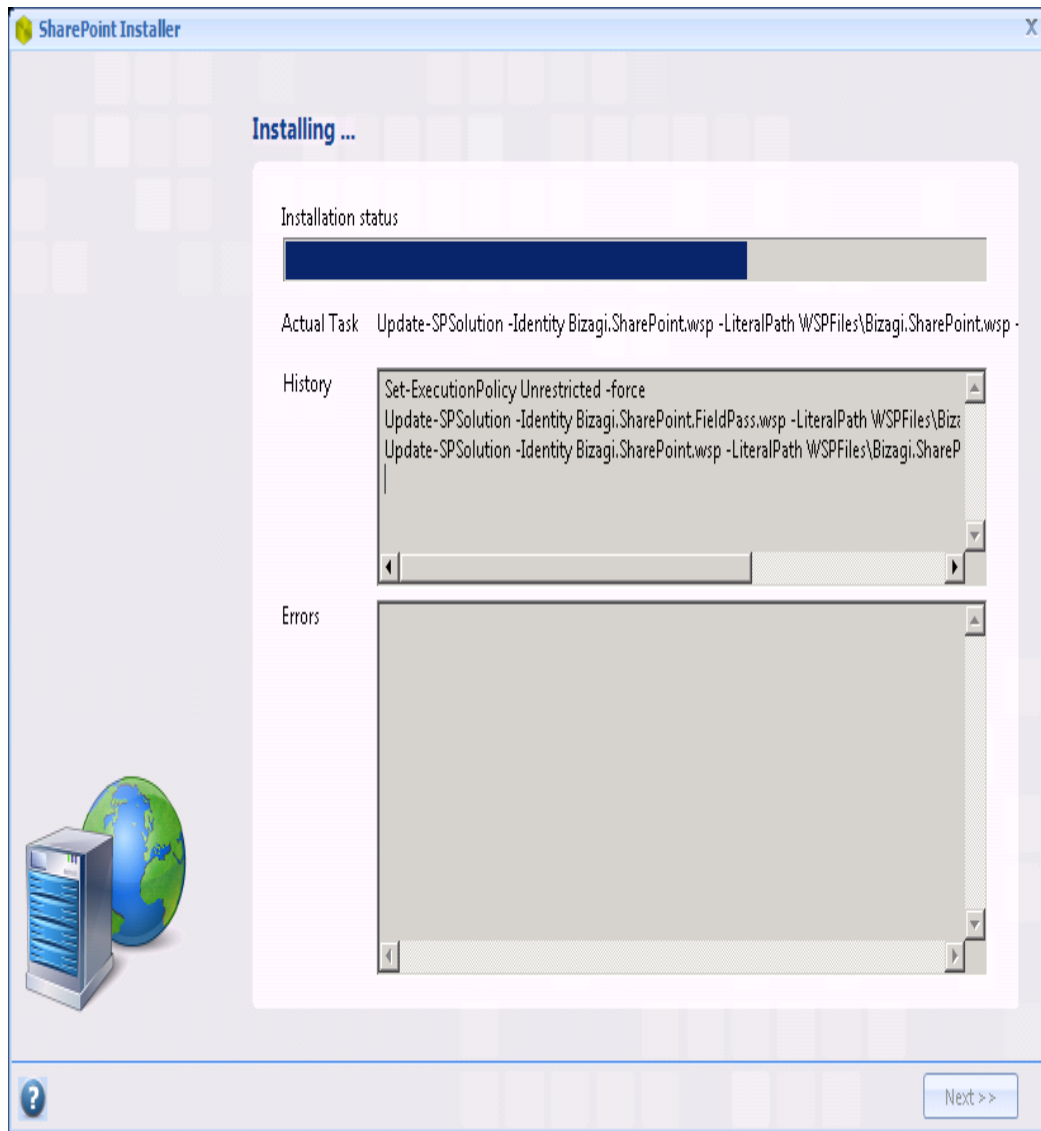 SharePoint Installer
X
Installing ...
Installation status
Actual Task Update-SPSolution -Identity Bizagi.SharePoint.wsp -LiteralPath WSPFiles\Bizagi.SharePoint.wsp -
History
Set-ExecutionPolicy Unrestricted -force
Update-SPSolution -Identity Bizagi.SharePoint.FieldPass.wsp -LiteralPath WSPFiles\Biza
Update-SPSolution -Identity Bizagi.SharePoint.wsp -LiteralPath WSPFiles\Bizagi.ShareP
Errors
?
Next >>